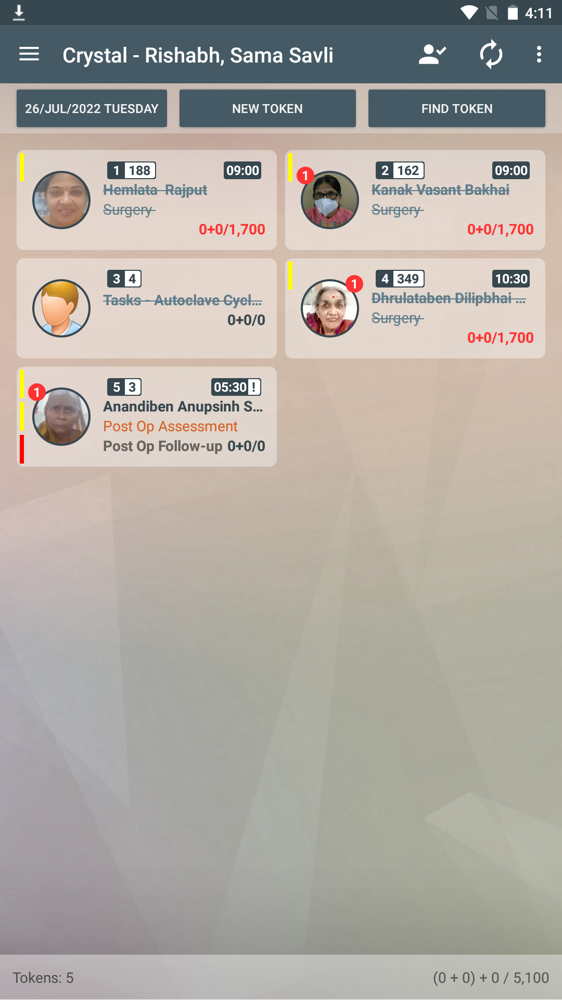 4:11
Crystal - Rishabh, Sama Savli
26/JUL/2022 TUESDAY NEW TOKEN FIND TOKEN
1 188 09:00
Hemlata Rajput
Surgery
0+0/1,700
1
2 162 09:00
Kanak Vasant Bakhai
Surgery
0+0/1,700
3 4
Tasks - Autoclave Cycl...
0+0/0
1
4 349 10:30
Dhrulataben Dilipbhai ...
Surgery
0+0/1,700
1
5 3 05:30 !
Anandiben Anupsinh S...
Post Op Assessment
Post Op Follow-up 0+0/0
Tokens: 5 (0 + 0) + 0 / 5,100